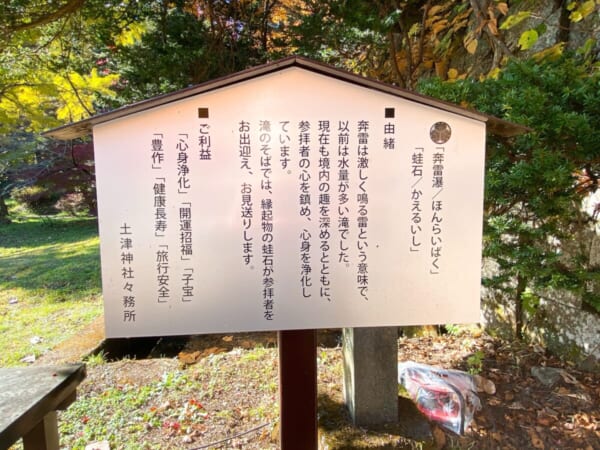 「奔雷瀑/ほんらいばく」
「蛙石/かえるいし」
■由緒
奔雷は激しく鳴る雷という意味で、
以前は水量が多い滝でした。
現在も境内の趣を深めるとともに、
参拝者の心を鎮め、心身を浄化し
ています。
滝のそばでは、縁起物の蛙石が参拝者を
お出迎え、お見送りします。
■ご利益
「心身浄化」「開運招福」「子宝」
「豊作」「健康長寿」「旅行安全」
土津神社々務所